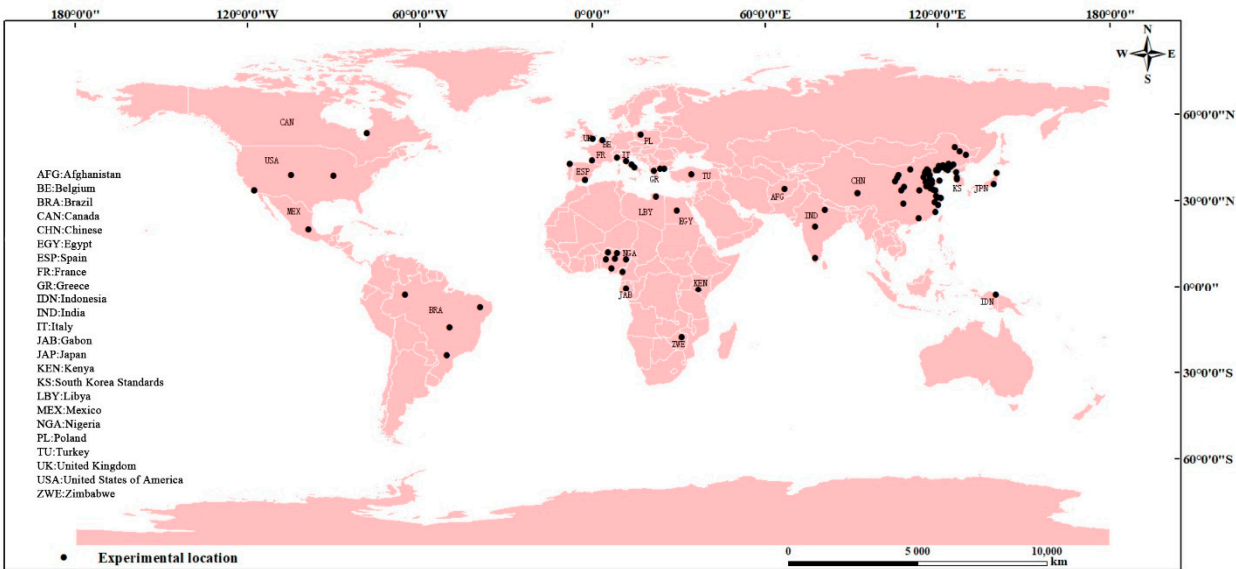 180°0'0" 120°0'0"W 60°0'0"W 0°0'0" 60°0'0"E 120°0'0"E 180°0'0"
N
W E
S
60°0'0"N
30°0'0"N
0°0'0"
30°0'0"S
60°0'0"S
CAN
USA
MEX
BRA
UK
BE
PL
FR
IT
ESP
GR
TU
LBY
EGY
NGA
JAB
KEN
ZWE
AFG
IND
CHN
KS
JPN
IDN
AFG:Afghanistan
BE:Belgium
BRA:Brazil
CAN:Canada
CHN:Chinese
EGY:Egypt
ESP:Spain
FR:France
GR:Greece
IDN:Indonesia
IND:India
IT:Italy
JAB:Gabon
JAP:Japan
KEN:Kenya
KS:South Korea Standards
LBY:Libya
MEX:Mexico
NGA:Nigeria
PL:Poland
TU:Turkey
UK:United Kingdom
USA:United States of America
ZWE:Zimbabwe
Experimental location
0 5 000 10,000
km